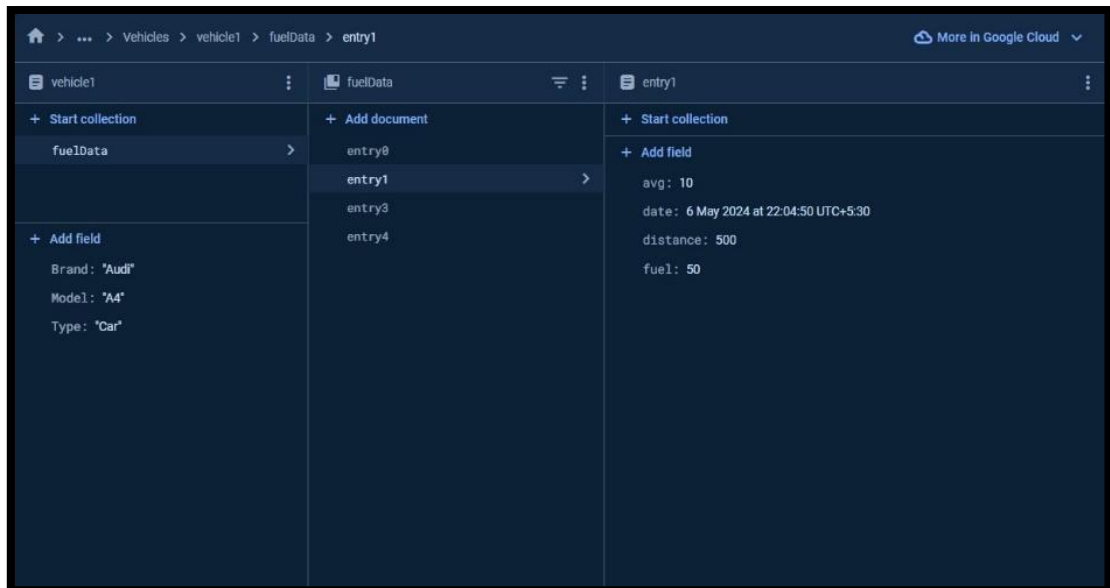 ... > Vehicles > vehicle1 > fuelData > entry1
More in Google Cloud
vehicle1
+ Start collection
fuelData
+ Add field
Brand: "Audi"
Model: "A4"
Type: "Car"
fuelData
+ Add document
entry0
entry1
entry3
entry4
entry1
+ Start collection
+ Add field
avg: 10
date: 6 May 2024 at 22:04:50 UTC+5:30
distance: 500
fuel: 50